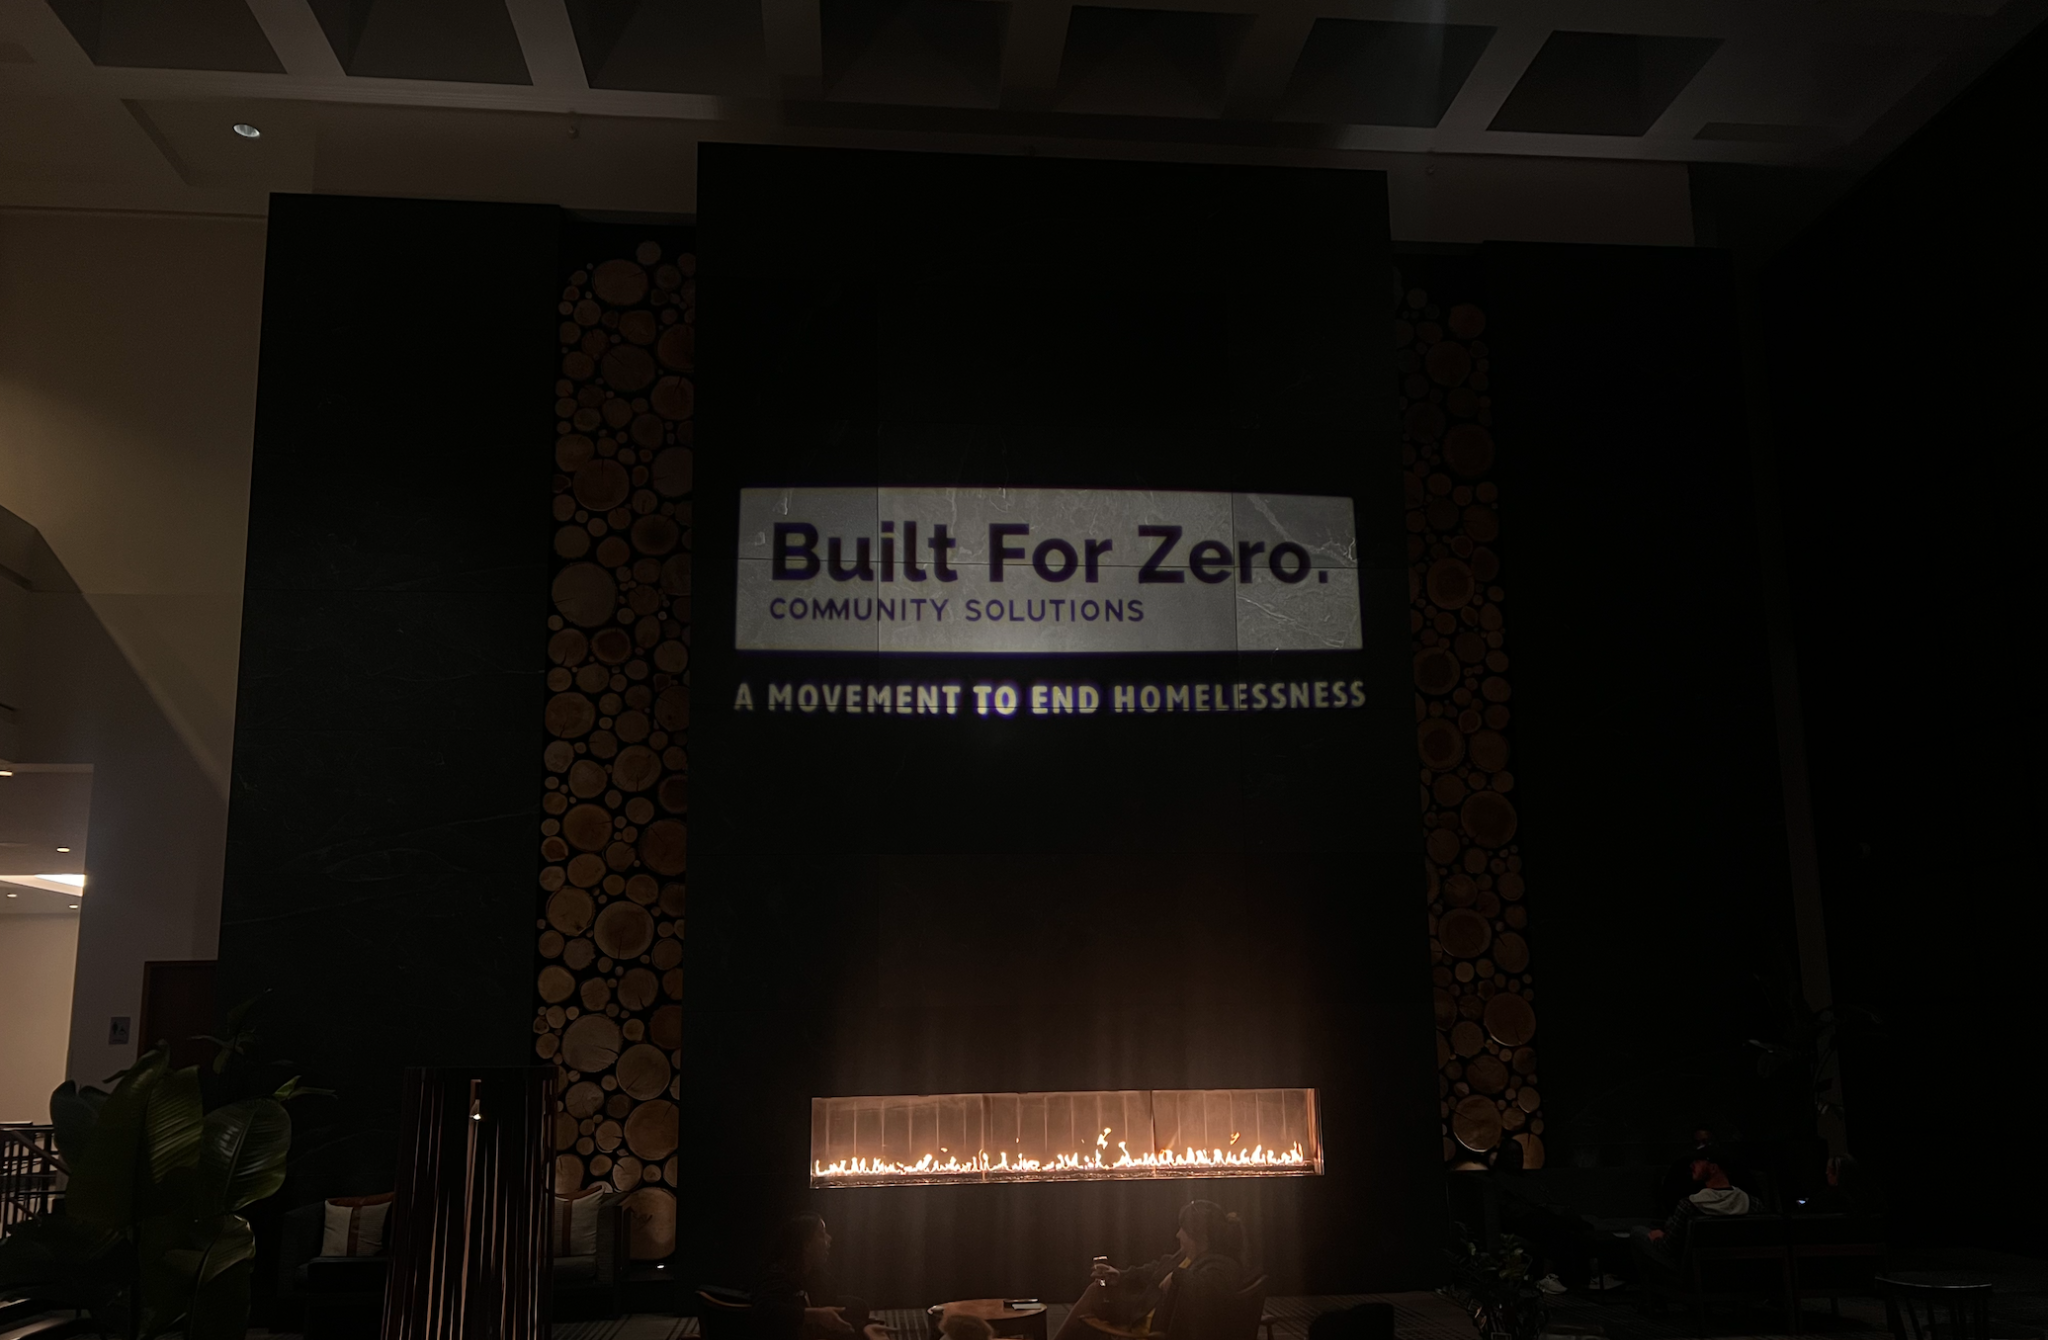 Built For Zero.
COMMUNITY SOLUTIONS
A MOVEMENT TO END HOMELESSNESS